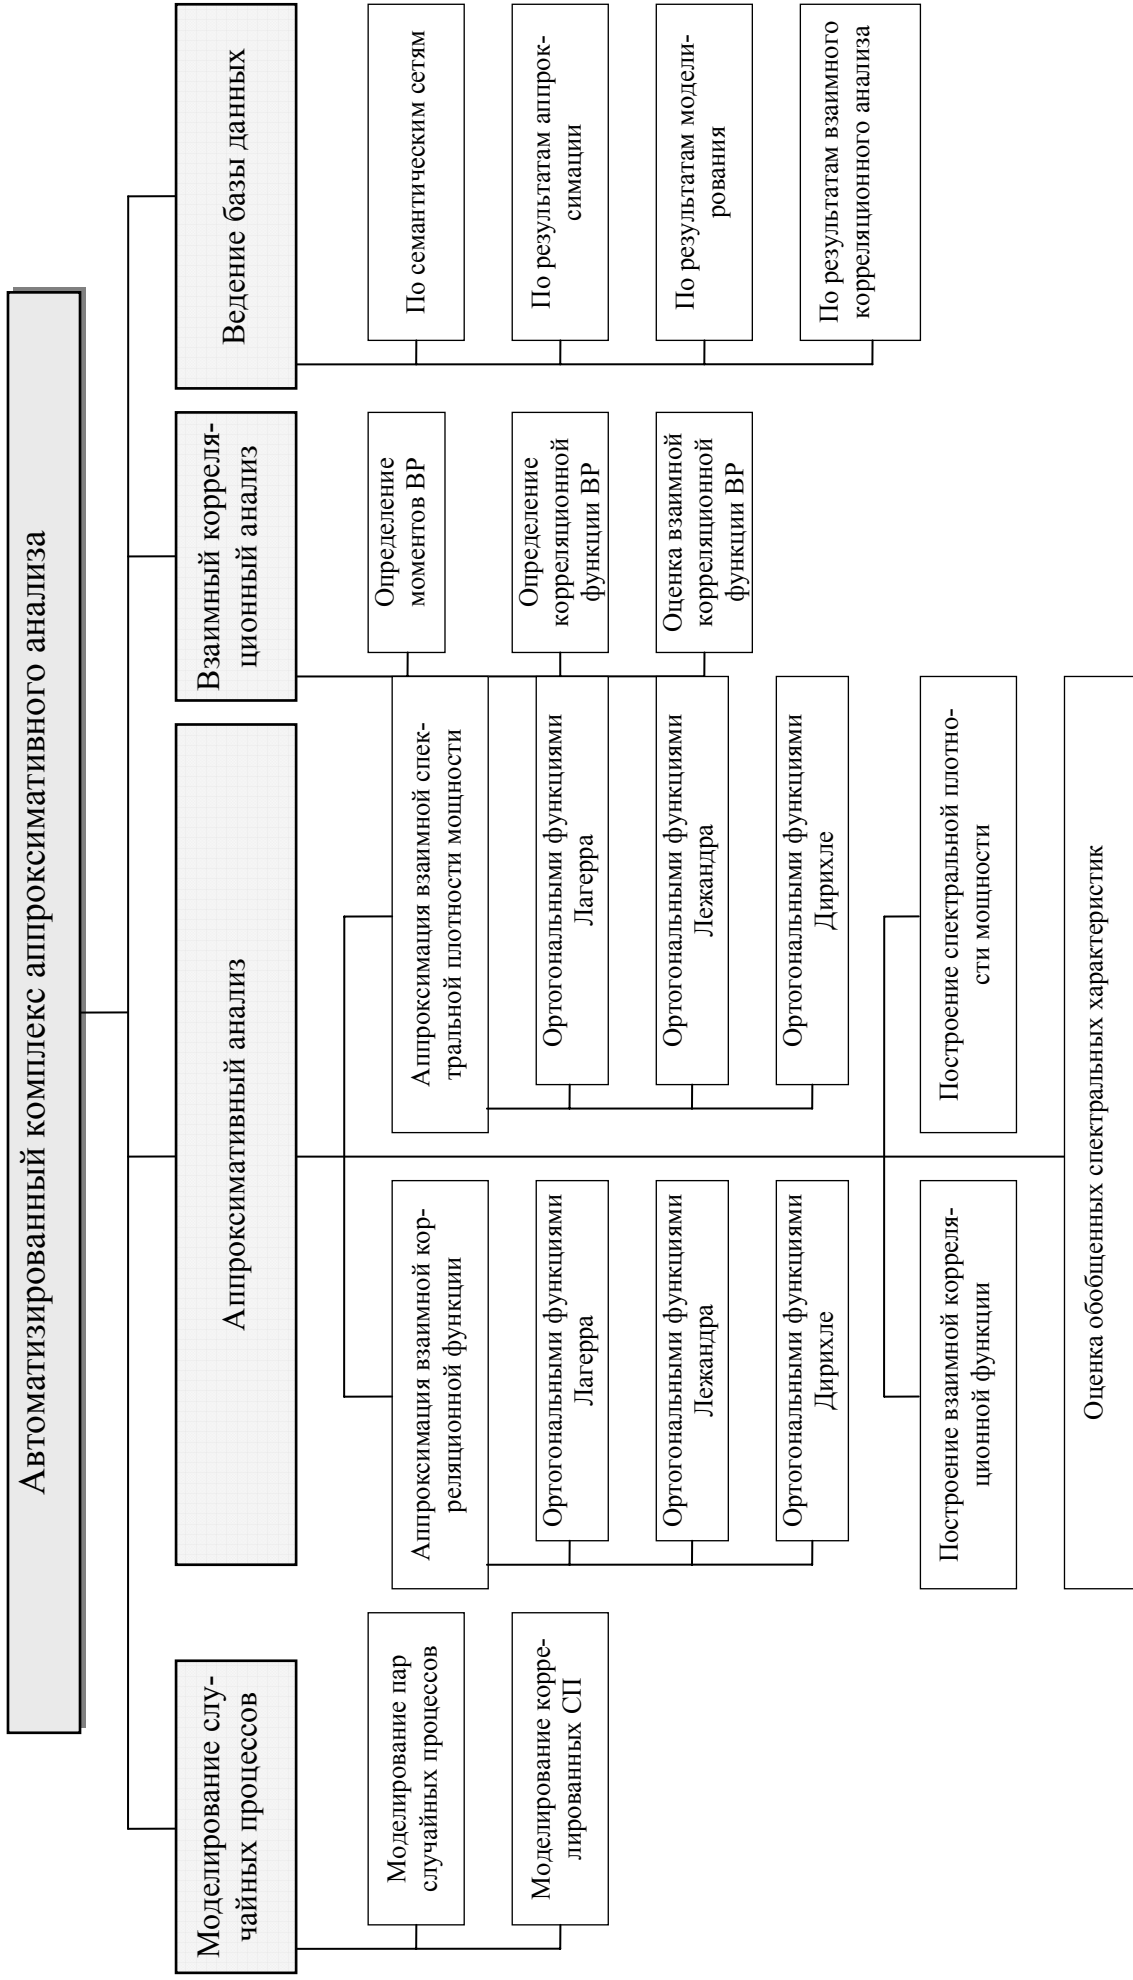 Автоматизированный комплекс аппроксимативного анализа
Моделирование слу-
чайных процессов
Моделирование пар
случайных процессов
Моделирование корре-
лированных СП
Аппроксимативный анализ
Аппроксимация взаимной кор-
реляционной функции
Ортогональными функциями
Лагерра
Ортогональными функциями
Лежандра
Ортогональными функциями
Дирихле
Аппроксимация взаимной спек-
тральной плотности мощности
Ортогональными функциями
Лагерра
Ортогональными функциями
Лежандра
Ортогональными функциями
Дирихле
Построение взаимной корреля-
ционной функции
Построение спектральной плотно-
сти мощности
Оценка обобщенных спектральных характеристик
Взаимный корреля-
ционный анализ
Определение
моментов ВР
Определение
корреляционной
функции ВР
Оценка взаимной
корреляционной
функции ВР
Ведение базы данных
По семантическим сетям
По результатам аппрок-
симации
По результатам модели-
рования
По результатам взаимного
корреляционного анализа